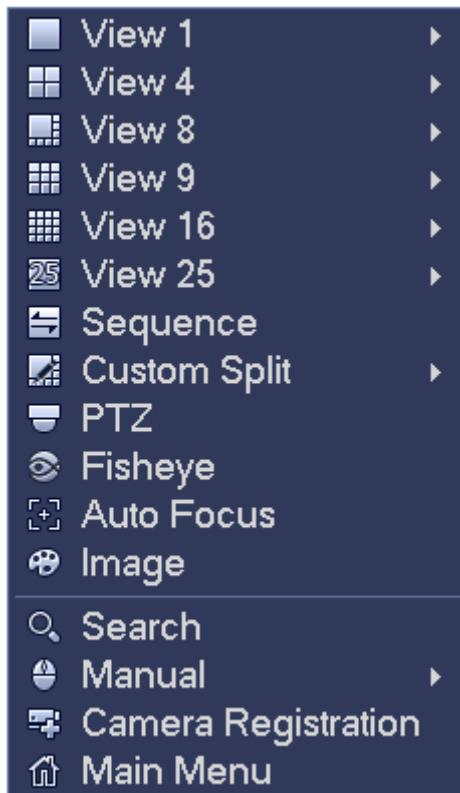 View 1
View 4
View 8
View 9
View 16
25 View 25
Sequence
Custom Split
PTZ
Fisheye
Auto Focus
Image
Search
Manual
Camera Registration
Main Menu